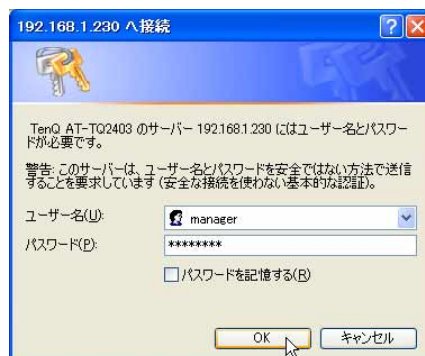 192.168.1.230 へ接続
TenQ AT-TQ2403 のサーバー 192.168.1.230 にはユーザー名とパスワー
ドが必要です。
警告: このサーバーは、ユーザー名とパスワードを安全ではない方法で送信
することを要求しています (安全な接続を使わない基本的な認証)。
ユーザー名(U):
manager
パスワード(P):
********
パスワードを記憶する(R)
OK
キャンセル